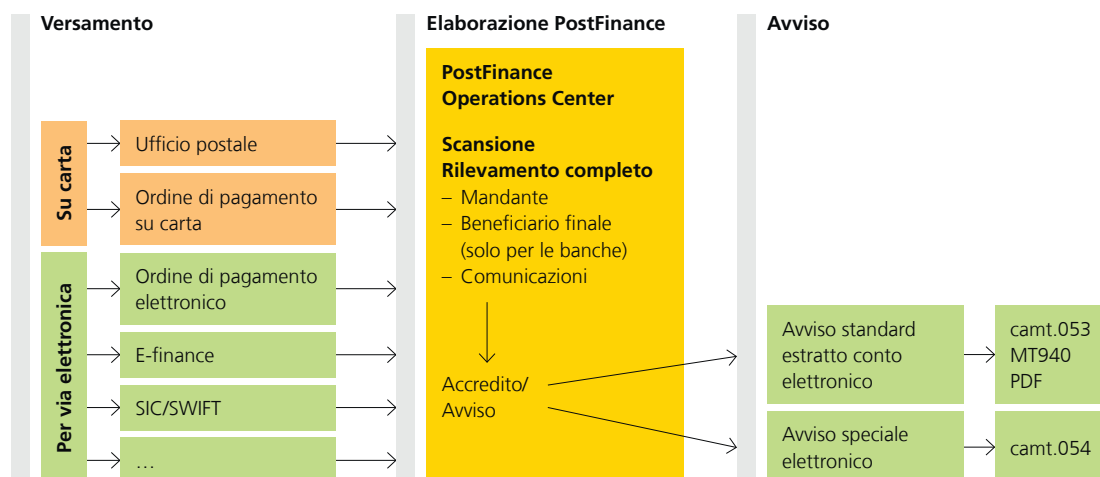 Versamento
Elaborazione PostFinance
Avviso
Su carta
Ufficio postale
Ordine di pagamento
su carta
Per via elettronica
Ordine di pagamento
elettronico
E-finance
SIC/SWIFT
…
PostFinance
Operations Center
Scansione
Rilevamento completo
– Mandante
– Beneficiario finale
(solo per le banche)
– Comunicazioni
Accredito/
Avviso
Avviso standard
estratto conto
elettronico
camt.053
MT940
PDF
Avviso speciale
elettronico
camt.054